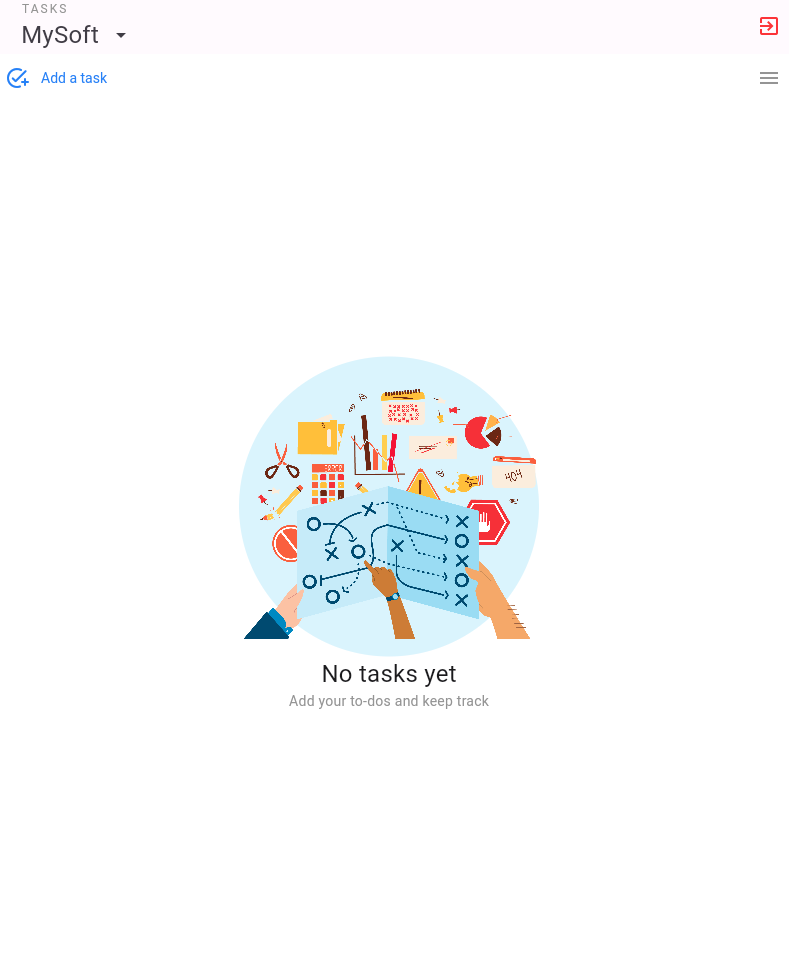 TASKS
MySoft
Add a task
404
No tasks yet
Add your to-dos and keep track